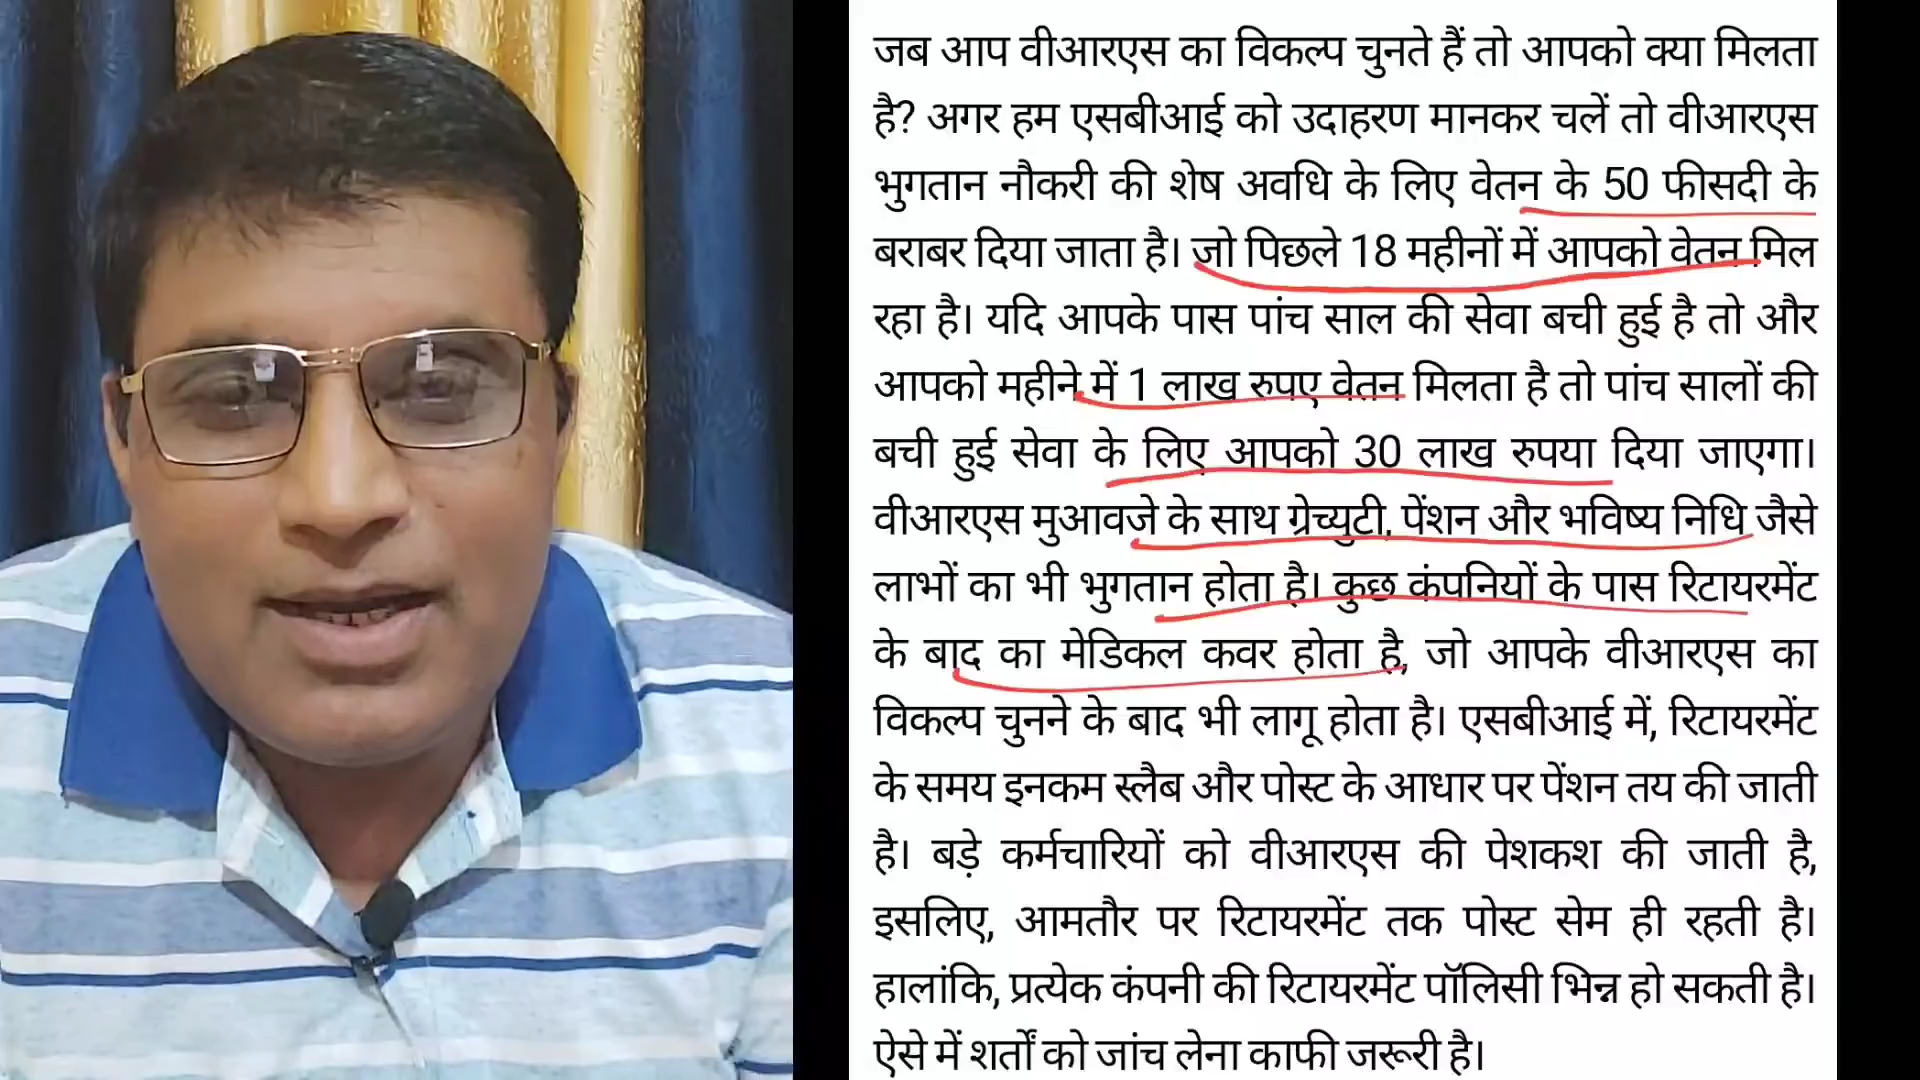 जब आप वीआरएस का विकल्प चुनते हैं तो आपको क्या मिलता
है? अगर हम एसबीआई को उदाहरण मानकर चलें तो वीआरएस
भुगतान नौकरी की शेष अवधि के लिए वेतन के 50 फीसदी के
बराबर दिया जाता है। जो पिछले 18 महीनों में आपको वेतन मिल
रहा है। यदि आपके पास पांच साल की सेवा बची हुई है तो और
आपको महीने में 1 लाख रुपए वेतन मिलता है तो पांच सालों की
बची हुई सेवा के लिए आपको 30 लाख रुपया दिया जाएगा।
वीआरएस मुआवजे के साथ ग्रेच्युटी, पेंशन और भविष्य निधि जैसे
लाभों का भी भुगतान होता है। कुछ कंपनियों के पास रिटायरमेंट
के बाद का मेडिकल कवर होता है, जो आपके वीआरएस का
विकल्प चुनने के बाद भी लागू होता है। एसबीआई में, रिटायरमेंट
के समय इनकम स्लैब और पोस्ट के आधार पर पेंशन तय की जाती
है। बड़े कर्मचारियों को वीआरएस की पेशकश की जाती है,
इसलिए, आमतौर पर रिटायरमेंट तक पोस्ट सेम ही रहती है।
हालांकि, प्रत्येक कंपनी की रिटायरमेंट पॉलिसी भिन्न हो सकती है।
ऐसे में शर्तों को जांच लेना काफी जरूरी है।